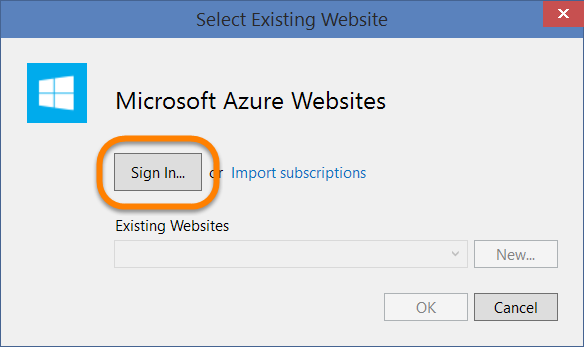 Select Existing Website
Microsoft Azure Websites
Sign In... or Import subscriptions
Existing Websites
New...
OK Cancel